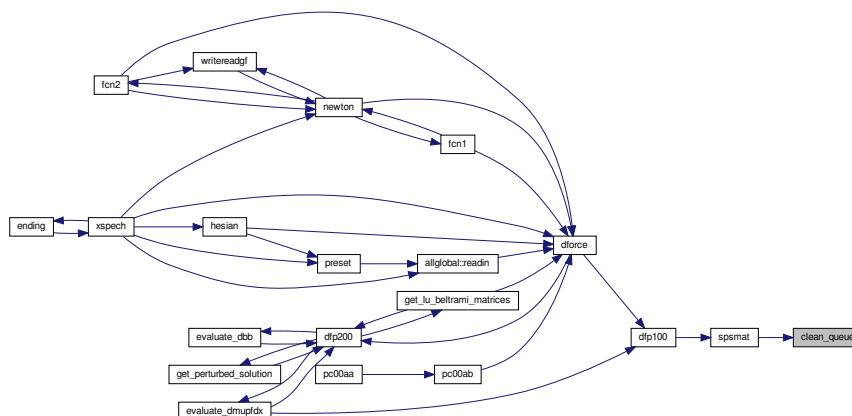 writereadgf
fcn2
newton
fcn1
ending
xspech
hesian
dforce
preset
allglobal::readin
get_lu_beltrami_matrices
evaluate_dbb
dfp200
dfp100
spsmat
clean_queue
get_perturbed_solution
pc00aa
pc00ab
evaluate_dmupfdx